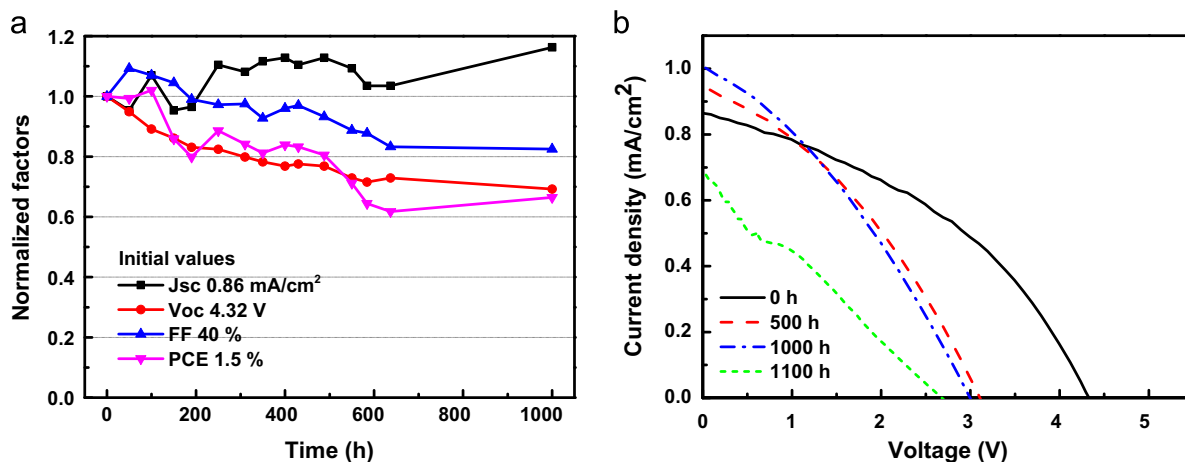 a
1.2
1.0
0.8
0.6
0.4
0.2
0.0
Normalized factors
Initial values
Jsc 0.86 mA/cm²
Voc 4.32 V
FF 40 %
PCE 1.5 %
0
200
400
600
800
1000
Time (h)
b
1.0
0.8
0.6
0.4
0.2
0.0
Current density (mA/cm²)
0 h
500 h
1000 h
1100 h
0
1
2
3
4
5
Voltage (V)